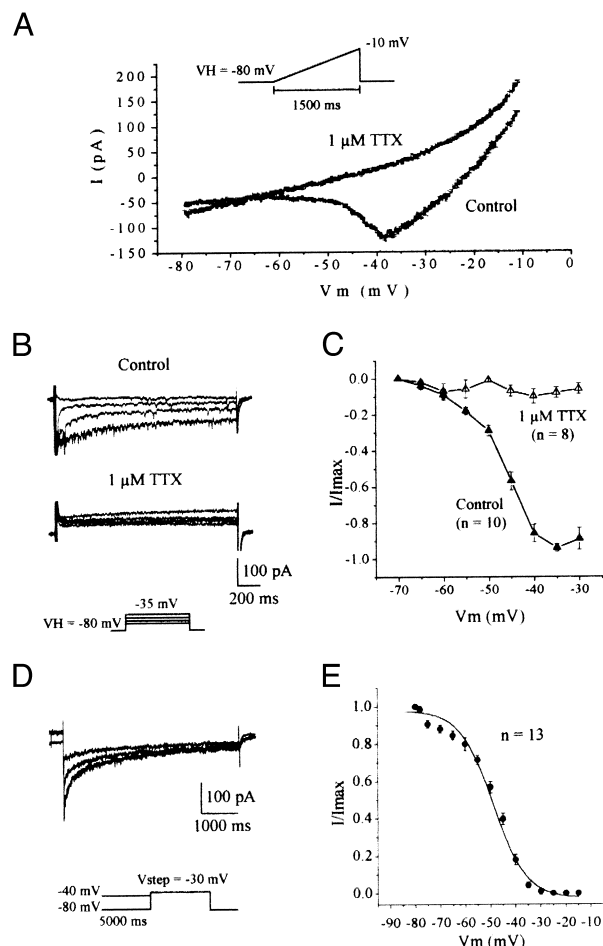 A
-10 mV
VH = -80 mV
1500 ms
200
150
100
50
0
-50
-100
-150
I (pA)
1 µM TTX
Control
-80 -70 -60 -50 -40 -30 -20 -10 0
Vm (mV)
B
Control
1 µM TTX
100 pA
200 ms
-35 mV
VH = -80 mV
C
0.0
-0.2
-0.4
-0.6
-0.8
-1.0
I/Imax
1 µM TTX
(n = 8)
Control
(n = 10)
-70 -60 -50 -40 -30
Vm (mV)
D
100 pA
1000 ms
Vstep = -30 mV
-40 mV
-80 mV
5000 ms
E
1.0
0.8
0.6
0.4
0.2
0.0
I/Imax
n = 13
-90 -80 -70 -60 -50 -40 -30 -20 -10
Vm (mV)